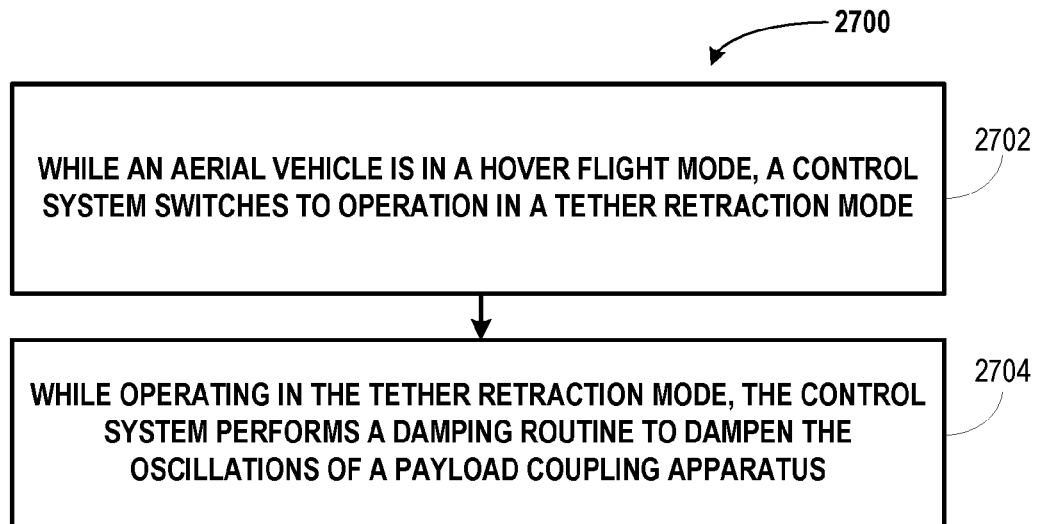 2700
WHILE AN AERIAL VEHICLE IS IN A HOVER FLIGHT MODE, A CONTROL
SYSTEM SWITCHES TO OPERATION IN A TETHER RETRACTION MODE
2702
WHILE OPERATING IN THE TETHER RETRACTION MODE, THE CONTROL
SYSTEM PERFORMS A DAMPING ROUTINE TO DAMPEN THE
OSCILLATIONS OF A PAYLOAD COUPLING APPARATUS
2704